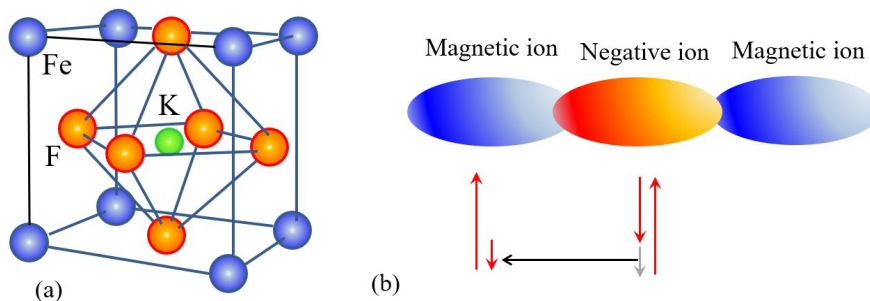 Fe
K
F
(a)
Magnetic ion Negative ion Magnetic ion
(b)